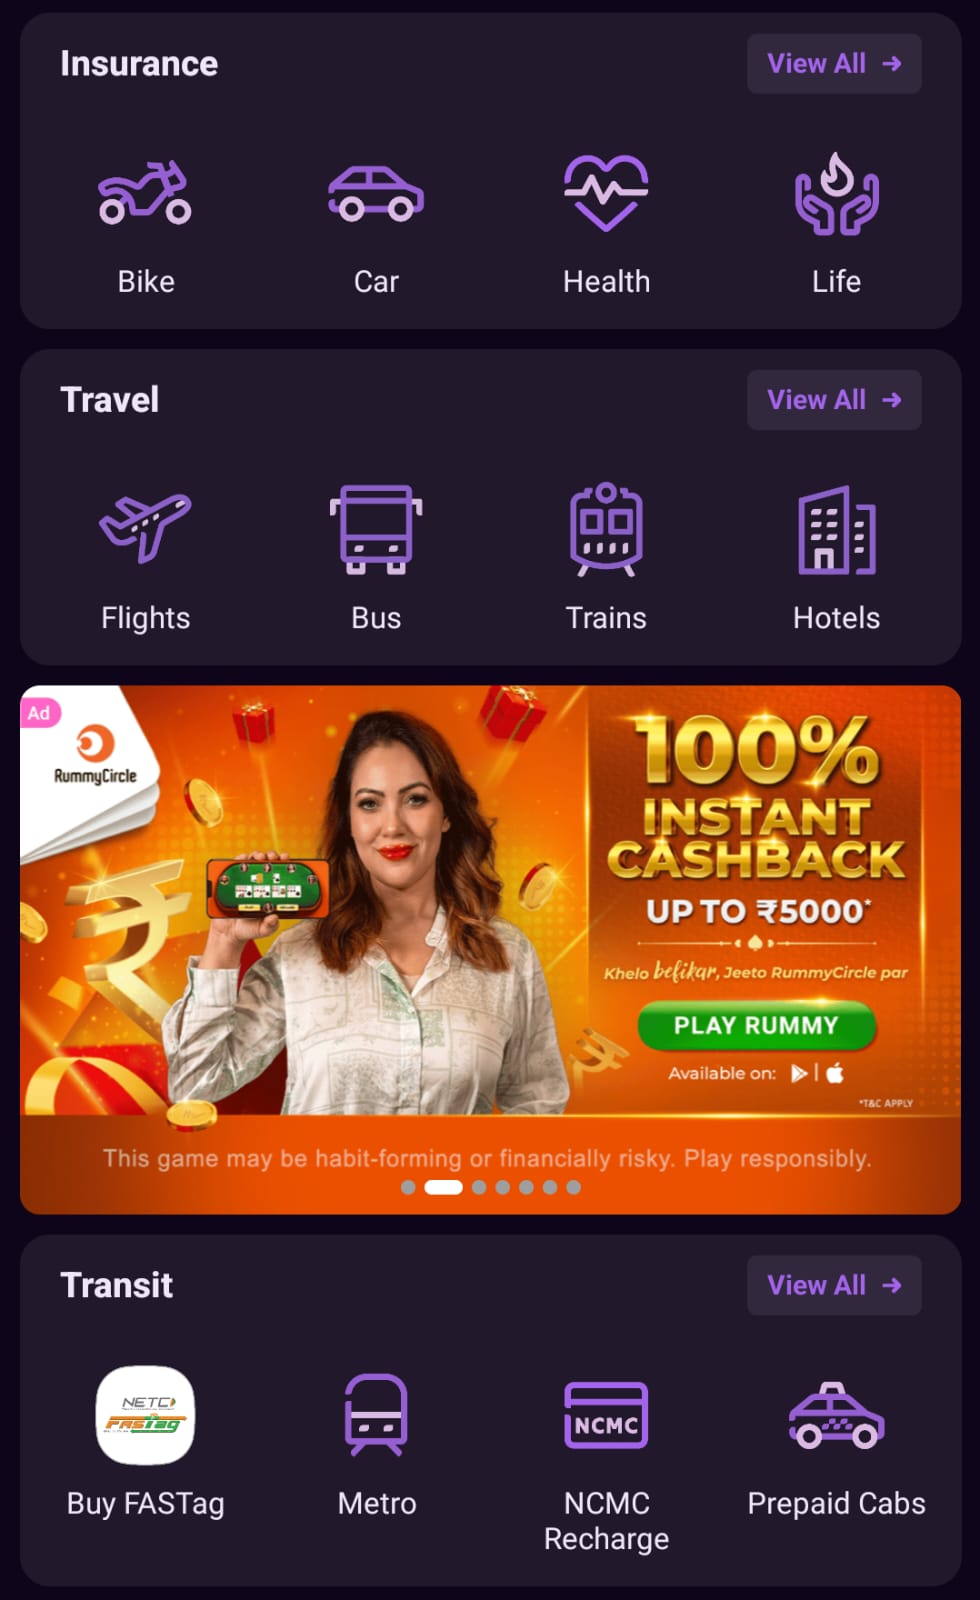 Insurance
View All →
Bike
Car
Health
Life
Travel
View All →
Flights
Bus
Trains
Hotels
Ad
RummyCircle
100%
INSTANT
CASHBACK
UP TO ₹5000*
Khelo befikar, Jeeto RummyCircle par
PLAY RUMMY
Available on:
*T&C APPLY
This game may be habit-forming or financially risky. Play responsibly.
Transit
View All →
NETC
FASTag
NCMC
Buy FASTag
Metro
NCMC
Recharge
Prepaid Cabs